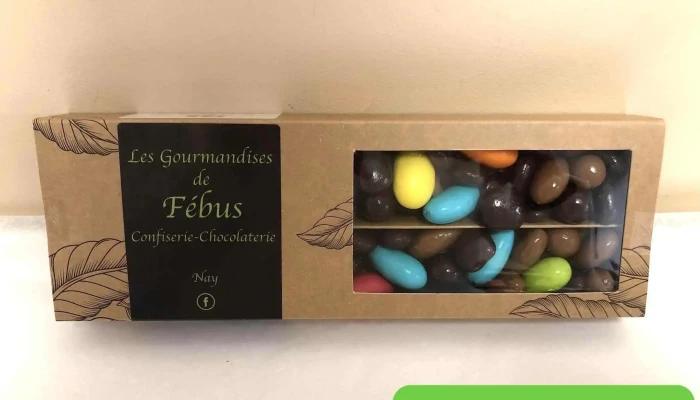 Les Gourmandises
de
Fébus
Confiserie-Chocolaterie
Nay
f